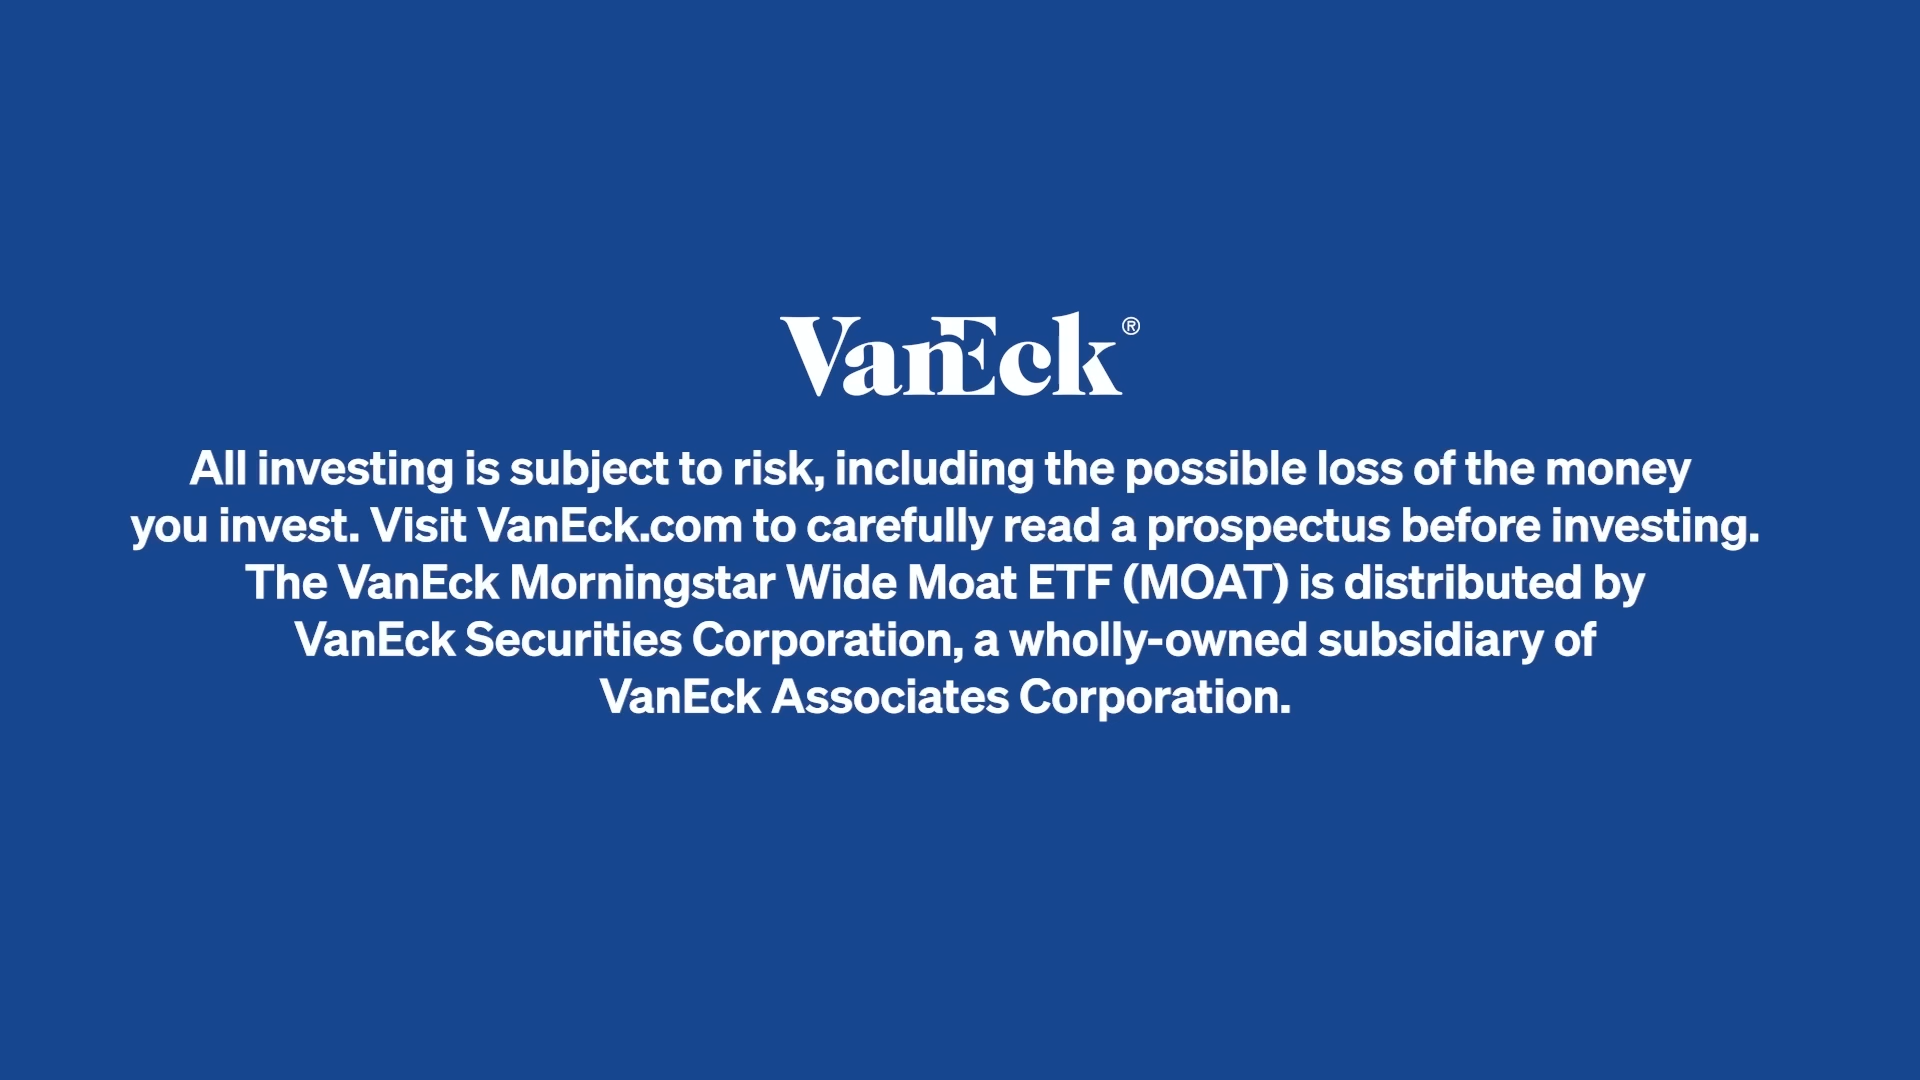 VanEck®
All investing is subject to risk, including the possible loss of the money
you invest. Visit VanEck.com to carefully read a prospectus before investing.
The VanEck Morningstar Wide Moat ETF (MOAT) is distributed by
VanEck Securities Corporation, a wholly-owned subsidiary of
VanEck Associates Corporation.